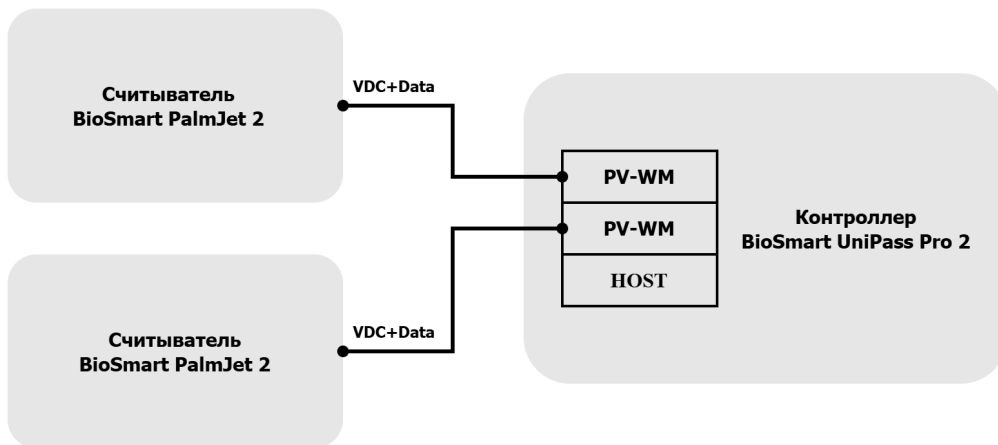 Считыватель
BioSmart PalmJet 2
VDC+Data
PV-WM
PV-WM
HOST
Контроллер
BioSmart UniPass Pro 2
Считыватель
BioSmart PalmJet 2
VDC+Data